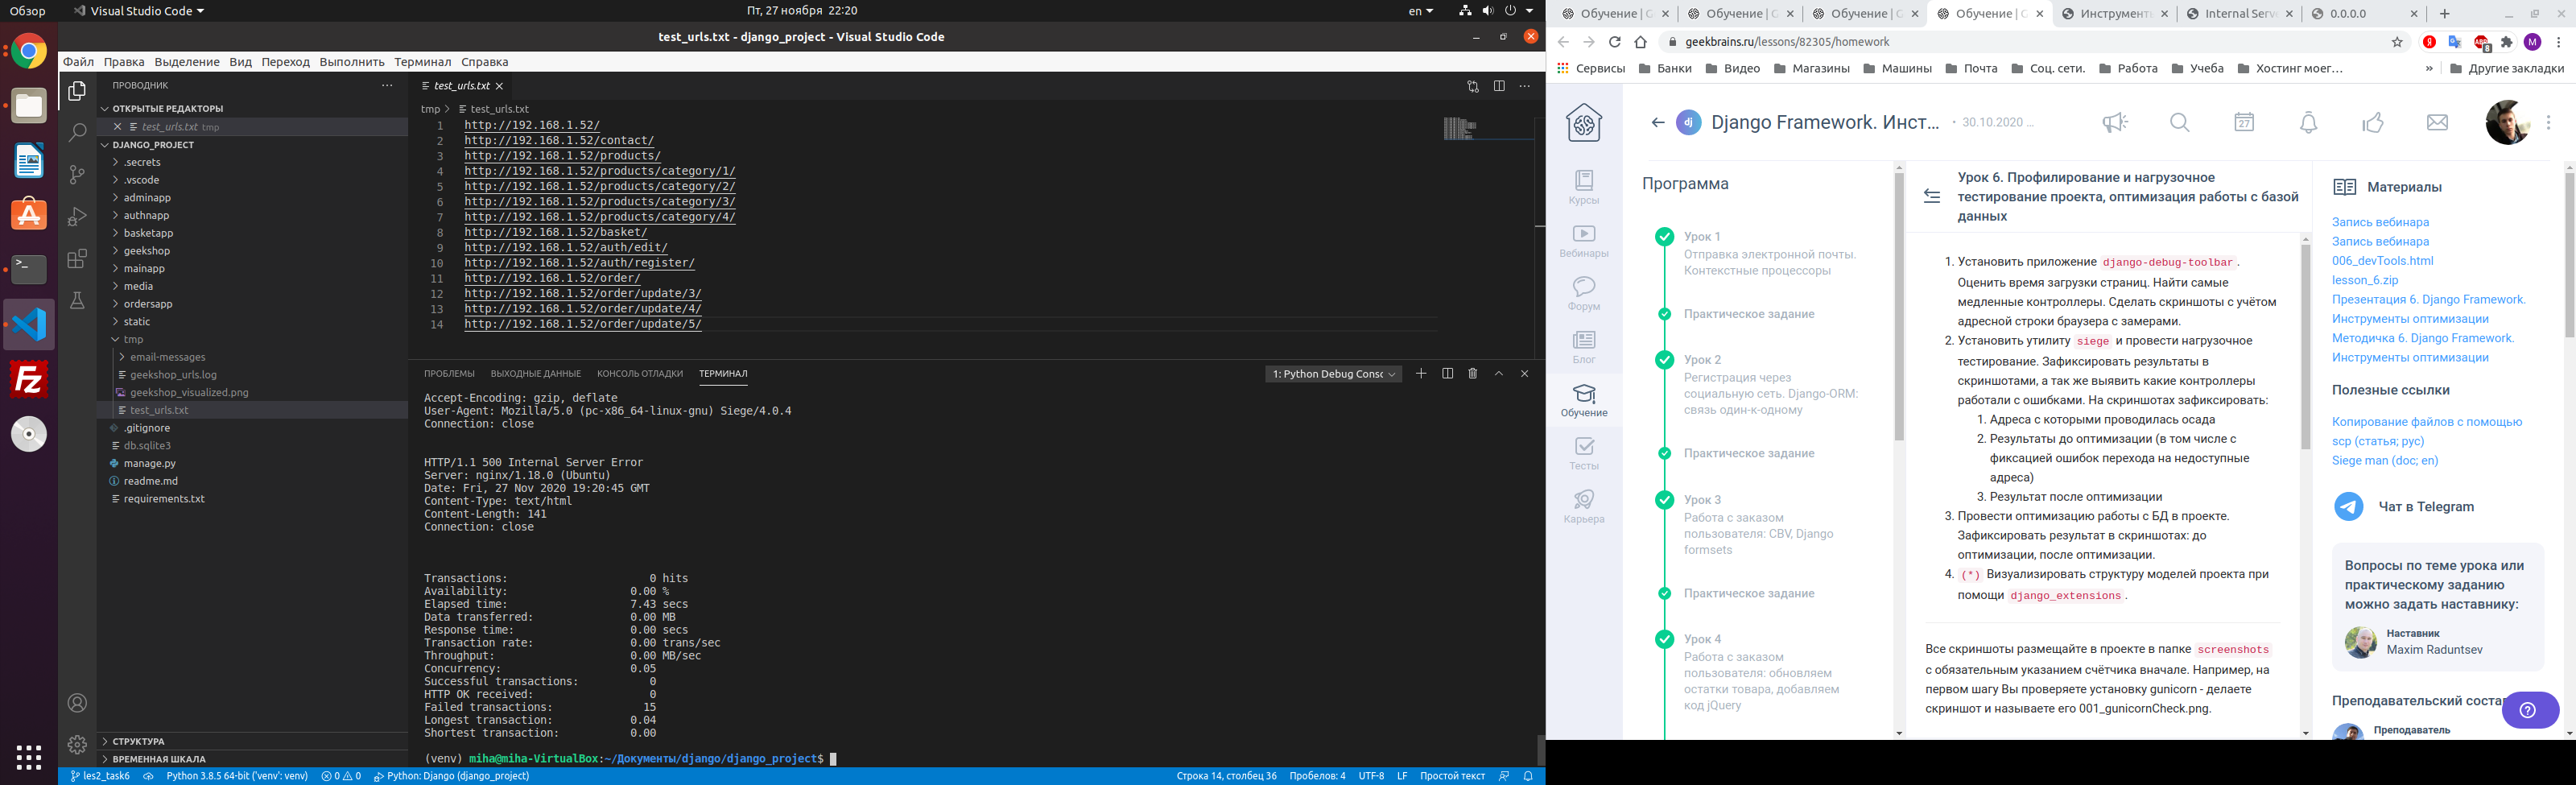 Обзор
Visual Studio Code
Пт, 27 ноября 22:20
en
test_urls.txt - django_project - Visual Studio Code
Файл Правка Выделение Вид Переход Выполнить Терминал Справка
ПРОВОДНИК
ОТКРЫТЫЕ РЕДАКТОРЫ
test_urls.txt tmp
DJANGO_PROJECT
.secrets
.vscode
adminapp
authnapp
basketapp
geekshop
mainapp
media
ordersapp
static
tmp
email-messages
geekshop_urls.log
geekshop_visualized.png
test_urls.txt
.gitignore
db.sqlite3
manage.py
readme.md
requirements.txt
СТРУКТУРА
ВРЕМЕННАЯ ШКАЛА
test_urls.txt
tmp > test_urls.txt
1 http://192.168.1.52/
2 http://192.168.1.52/contact/
3 http://192.168.1.52/products/
4 http://192.168.1.52/products/category/1/
5 http://192.168.1.52/products/category/2/
6 http://192.168.1.52/products/category/3/
7 http://192.168.1.52/products/category/4/
8 http://192.168.1.52/basket/
9 http://192.168.1.52/auth/edit/
10 http://192.168.1.52/auth/register/
11 http://192.168.1.52/order/
12 http://192.168.1.52/order/update/3/
13 http://192.168.1.52/order/update/4/
14 http://192.168.1.52/order/update/5/
ПРОБЛЕМЫ ВЫХОДНЫЕ ДАННЫЕ КОНСОЛЬ ОТЛАДКИ ТЕРМИНАЛ
1: Python Debug Consc
Accept-Encoding: gzip, deflate
User-Agent: Mozilla/5.0 (pc-x86_64-linux-gnu) Siege/4.0.4
Connection: close
HTTP/1.1 500 Internal Server Error
Server: nginx/1.18.0 (Ubuntu)
Date: Fri, 27 Nov 2020 19:20:45 GMT
Content-Type: text/html
Content-Length: 141
Connection: close
Transactions: 0 hits
Availability: 0.00 %
Elapsed time: 7.43 secs
Data transferred: 0.00 MB
Response time: 0.00 secs
Transaction rate: 0.00 trans/sec
Throughput: 0.00 MB/sec
Concurrency: 0.05
Successful transactions: 0
HTTP OK received: 0
Failed transactions: 15
Longest transaction: 0.04
Shortest transaction: 0.00
(venv) miha@miha-VirtualBox:~/Документы/django/django_project$
les2_task6
Python 3.8.5 64-bit ('venv': venv)
0 0
Python: Django (django_project)
Строка 14, столбец 36
Пробелов: 4
UTF-8
LF
Простой текст
Обучение | G
Обучение | G
Обучение | G
Обучение | G
Инструмент
Internal Serv
0.0.0.0
geekbrains.ru/lessons/82305/homework
8
M
Сервисы Банки Видео Магазины Машины Почта Соц. сети. Работа Учеба Хостинг моег… » Другие закладки
dj
Django Framework. Инст…
• 30.10.2020 ...
27
Курсы
Вебинары
Форум
Блог
Обучение
Тесты
Карьера
Программа
Урок 1
Отправка электронной почты.
Контекстные процессоры
Практическое задание
Урок 2
Регистрация через
социальную сеть. Django-ORM:
связь один-к-одному
Практическое задание
Урок 3
Работа с заказом
пользователя: CBV, Django
formsets
Практическое задание
Урок 4
Работа с заказом
пользователя: обновляем
остатки товара, добавляем
код jQuery
Урок 6. Профилирование и нагрузочное
тестирование проекта, оптимизация работы с базой
данных
1. Установить приложение django-debug-toolbar.
Оценить время загрузки страниц. Найти самые
медленные контроллеры. Сделать скриншоты с учётом
адресной строки браузера с замерами.
2. Установить утилиту siege и провести нагрузочное
тестирование. Зафиксировать результаты в
скриншотами, а так же выявить какие контроллеры
работали с ошибками. На скриншотах зафиксировать:
1. Адреса с которыми проводилась осада
2. Результаты до оптимизации (в том числе с
фиксацией ошибок перехода на недоступные
адреса)
3. Результат после оптимизации
3. Провести оптимизацию работы с БД в проекте.
Зафиксировать результат в скриншотах: до
оптимизации, после оптимизации.
4. (*) Визуализировать структуру моделей проекта при
помощи django_extensions.
Все скриншоты размещайте в проекте в папке screenshots
с обязательным указанием счётчика вначале. Например, на
первом шагу Вы проверяете установку gunicorn - делаете
скриншот и называете его 001_gunicornCheck.png.
Материалы
Запись вебинара
Запись вебинара
006_devTools.html
lesson_6.zip
Презентация 6. Django Framework.
Инструменты оптимизации
Методичка 6. Django Framework.
Инструменты оптимизации
Полезные ссылки
Копирование файлов с помощью
scp (статья; рус)
Siege man (doc; en)
Чат в Telegram
Вопросы по теме урока или
практическому заданию
можно задать наставнику:
Наставник
Maxim Raduntsev
Преподавательский состав
Преподаватель